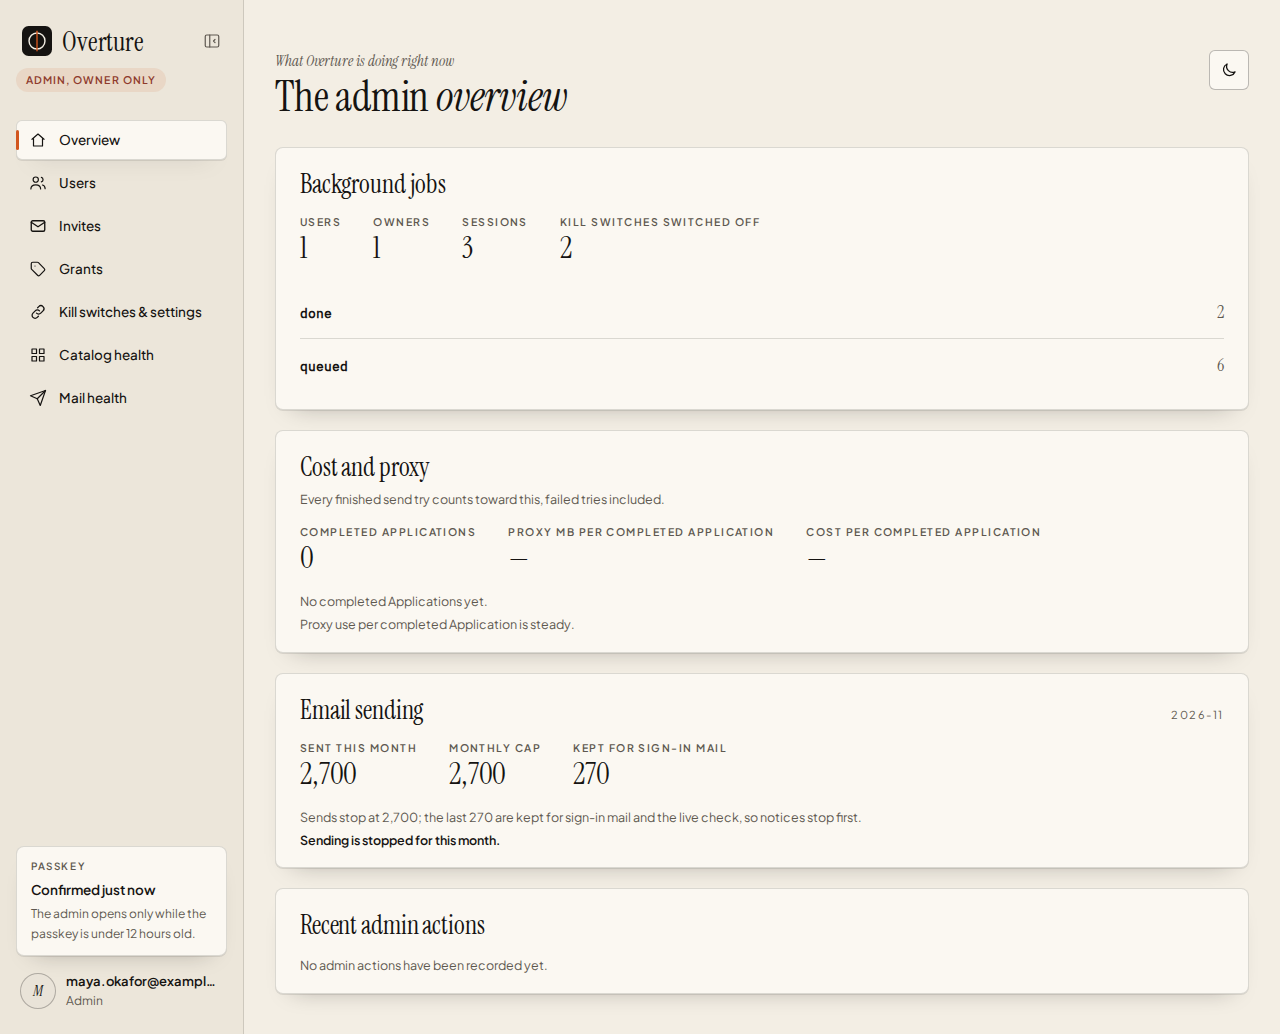 Overture
ADMIN, OWNER ONLY
Overview
Users
Invites
Grants
Kill switches & settings
Catalog health
Mail health
PASSKEY
Confirmed just now
The admin opens only while the
passkey is under 12 hours old.
M
maya.okafor@exampl…
Admin
What Overture is doing right now
The admin overview
Background jobs
USERS OWNERS SESSIONS KILL SWITCHES SWITCHED OFF
1 1 3 2
done 2
queued 6
Cost and proxy
Every finished send try counts toward this, failed tries included.
COMPLETED APPLICATIONS PROXY MB PER COMPLETED APPLICATION COST PER COMPLETED APPLICATION
0 — —
No completed Applications yet.
Proxy use per completed Application is steady.
Email sending 2026-11
SENT THIS MONTH MONTHLY CAP KEPT FOR SIGN-IN MAIL
2,700 2,700 270
Sends stop at 2,700; the last 270 are kept for sign-in mail and the live check, so notices stop first.
Sending is stopped for this month.
Recent admin actions
No admin actions have been recorded yet.